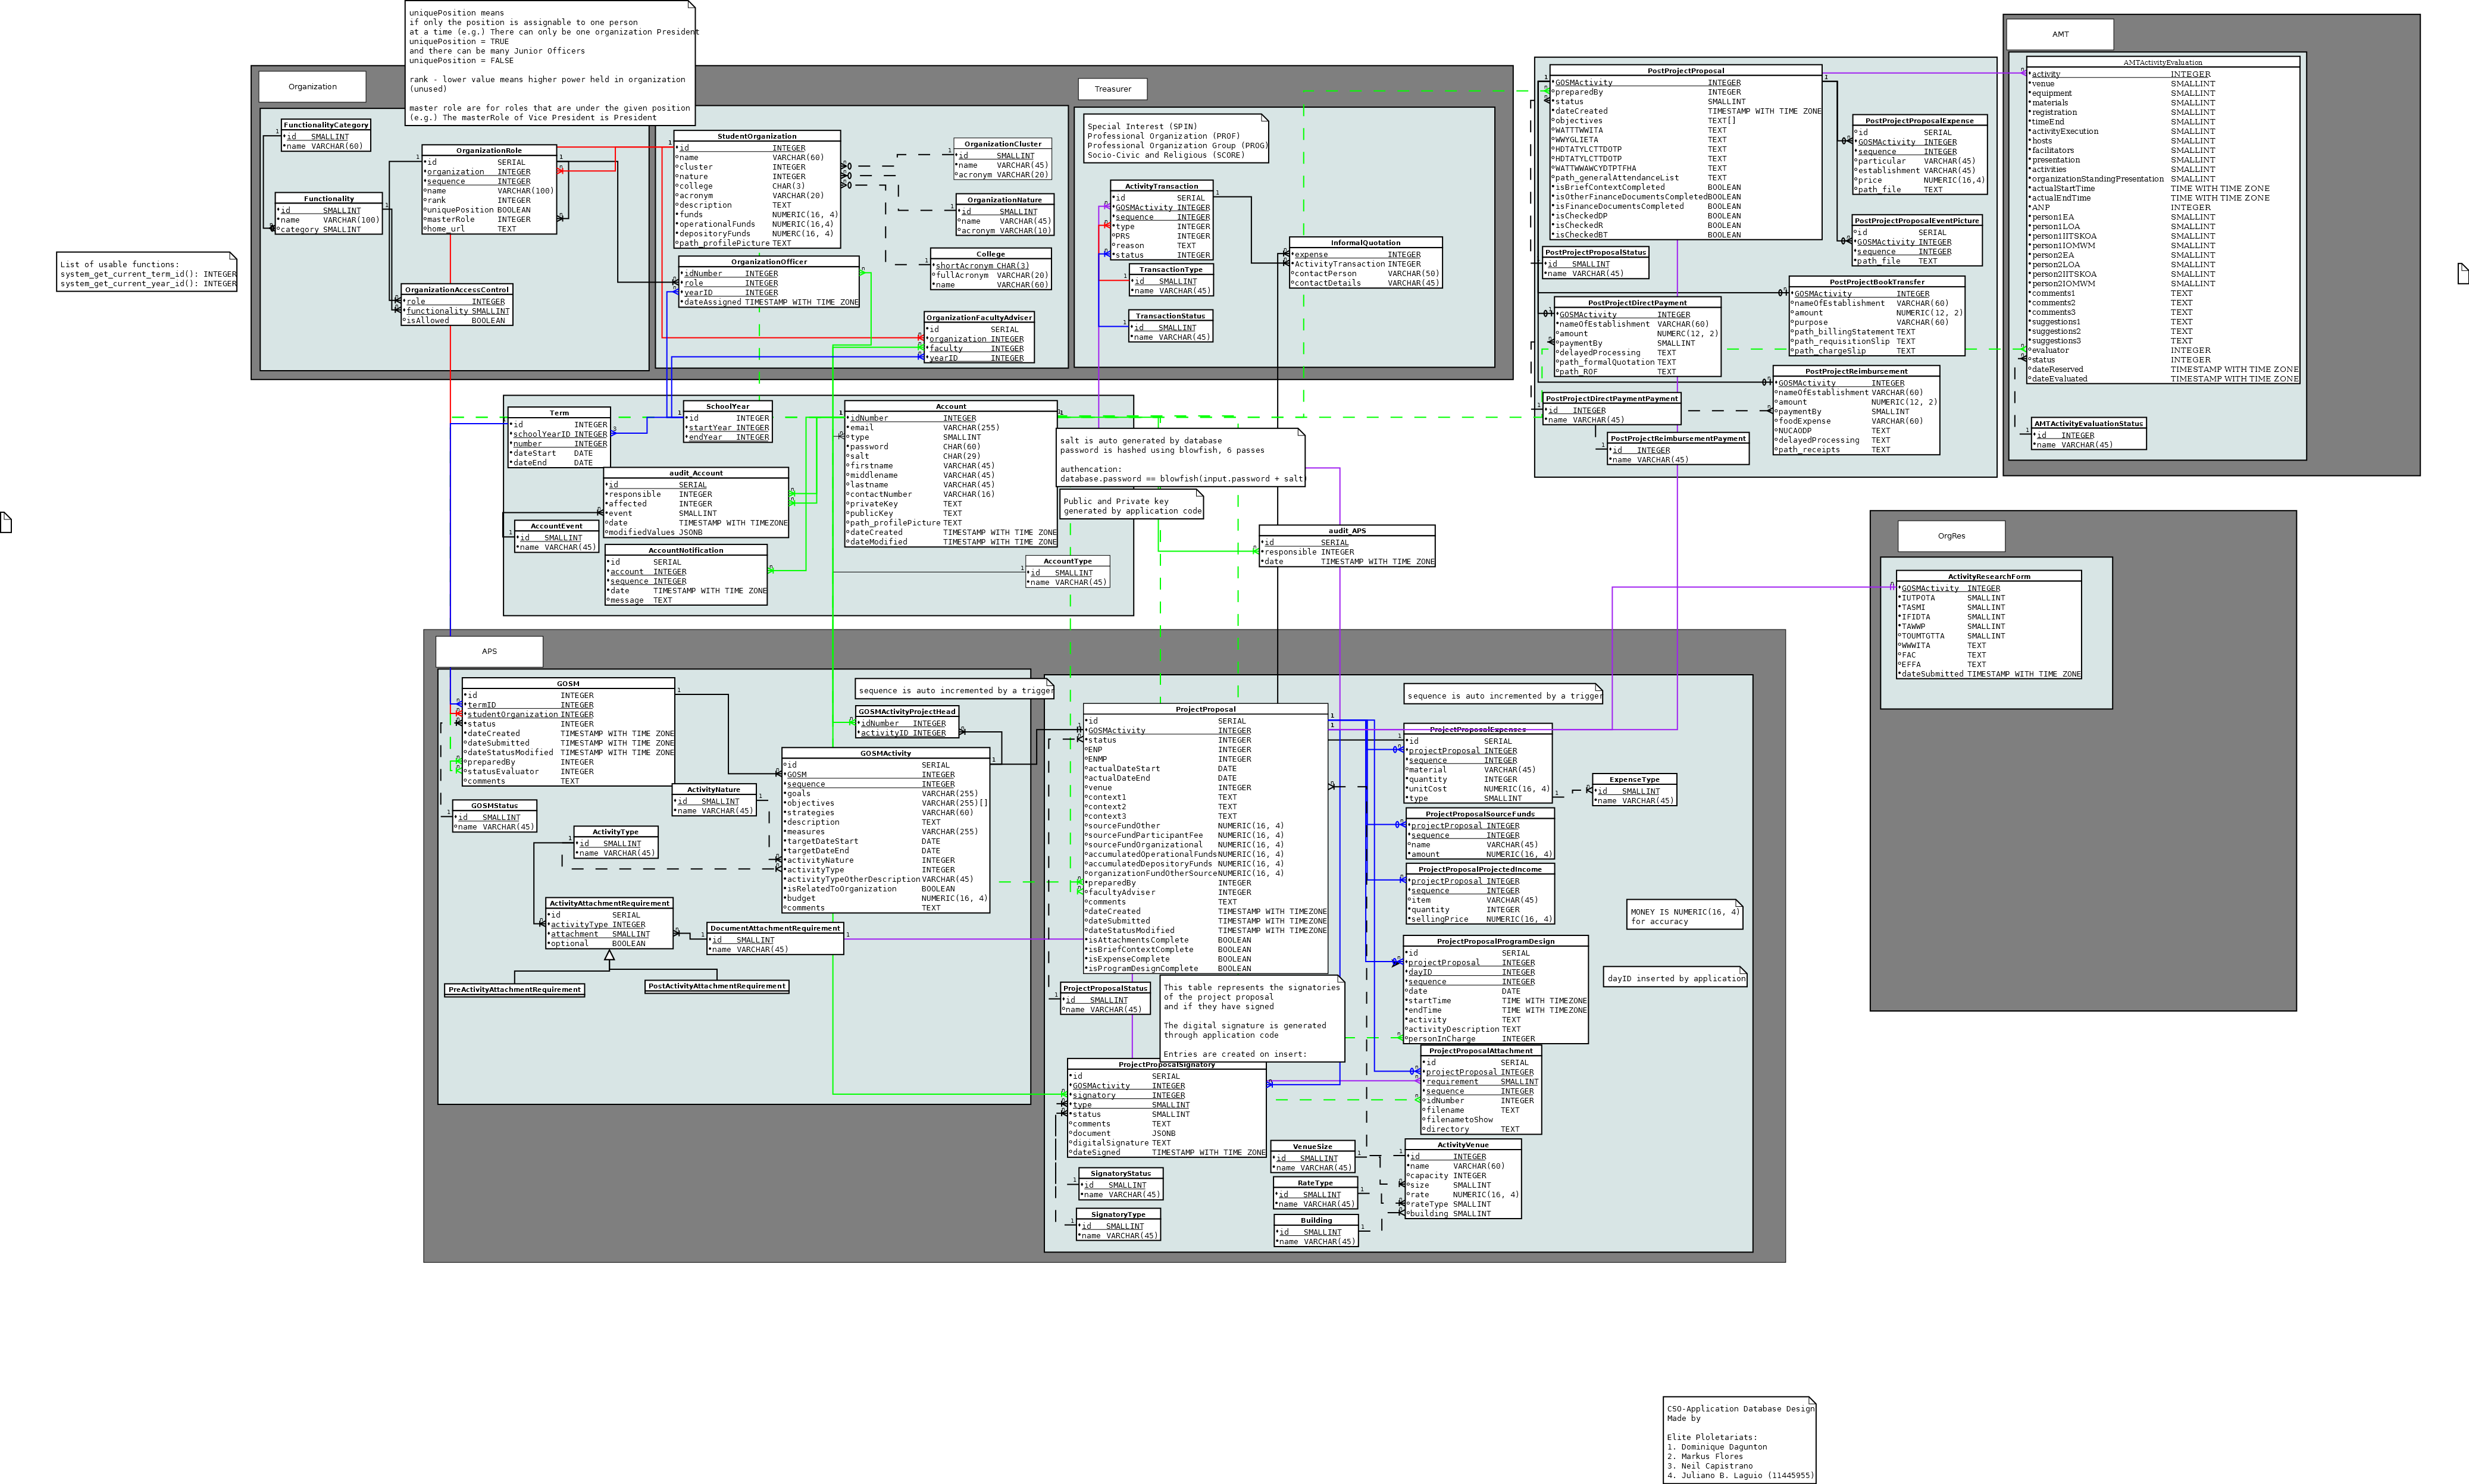 uniquePosition means
if only the position is assignable to one person
at a time (e.g.) There can only be one organization President
uniquePosition = TRUE
and there can be many Junior Officers
uniquePosition = FALSE
rank - lower value means higher power held in organization
(unused)
master role are for roles that are under the given position
(e.g.) The masterRole of Vice President is President
List of usable functions:
system_get_current_term_id(): INTEGER
system_get_current_year_id(): INTEGER
Organization
FunctionalityCategory
id SMALLINT
name VARCHAR(60)
Functionality
id SMALLINT
name VARCHAR(100)
category SMALLINT
OrganizationRole
id SERIAL
organization INTEGER
sequence INTEGER
name VARCHAR(100)
rank INTEGER
uniquePosition BOOLEAN
masterRole INTEGER
home_url TEXT
OrganizationAccessControl
role INTEGER
functionality SMALLINT
isAllowed BOOLEAN
StudentOrganization
id INTEGER
name VARCHAR(60)
cluster INTEGER
nature INTEGER
college CHAR(3)
acronym VARCHAR(20)
description TEXT
funds NUMERIC(16, 4)
operationalFunds NUMERIC(16,4)
depositoryFunds NUMERC(16, 4)
path_profilePicture TEXT
OrganizationOfficer
idNumber INTEGER
role INTEGER
yearID INTEGER
dateAssigned TIMESTAMP WITH TIME ZONE
OrganizationCluster
id SMALLINT
name VARCHAR(45)
acronym VARCHAR(20)
OrganizationNature
id SMALLINT
name VARCHAR(45)
acronym VARCHAR(10)
College
shortAcronym CHAR(3)
fullAcronym VARCHAR(20)
name VARCHAR(60)
OrganizationFacultyAdviser
id SERIAL
organization INTEGER
faculty INTEGER
yearID INTEGER
Treasurer
Special Interest (SPIN)
Professional Organization (PROF)
Professional Organization Group (PROG)
Socio-Civic and Religious (SCORE)
ActivityTransaction
id SERIAL
GOSMActivity INTEGER
sequence INTEGER
type INTEGER
PRS INTEGER
reason TEXT
status INTEGER
TransactionType
id SMALLINT
name VARCHAR(45)
TransactionStatus
id SMALLINT
name VARCHAR(45)
InformalQuotation
expense INTEGER
ActivityTransaction INTEGER
contactPerson VARCHAR(50)
contactDetails VARCHAR(45)
PostProjectProposal
GOSMActivity INTEGER
preparedBy INTEGER
status SMALLINT
dateCreated TIMESTAMP WITH TIME ZONE
objectives TEXT[]
WATTTWWITA TEXT
WWYGLIETA TEXT
HDTATYLCTTDOTP TEXT
HDTATYLCTTDOTP TEXT
WATTWWAWCYDTPTFHA TEXT
path_generalAttendanceList TEXT
isBriefContextCompleted BOOLEAN
isOtherFinanceDocumentsCompleted BOOLEAN
isFinanceDocumentsCompleted BOOLEAN
isCheckedDP BOOLEAN
isCheckedR BOOLEAN
isCheckedBT BOOLEAN
PostProjectProposalStatus
id SMALLINT
name VARCHAR(45)
PostProjectDirectPayment
GOSMActivity INTEGER
nameOfEstablishment VARCHAR(60)
amount NUMERC(12, 2)
paymentBy SMALLINT
delayedProcessing TEXT
path_formalQuotation TEXT
path_ROF TEXT
PostProjectDirectPaymentPayment
id INTEGER
name VARCHAR(45)
PostProjectReimbursementPayment
id INTEGER
name VARCHAR(45)
PostProjectProposalExpense
id SERIAL
GOSMActivity INTEGER
sequence INTEGER
particular VARCHAR(45)
establishment VARCHAR(45)
price NUMERIC(16,4)
path_file TEXT
PostProjectProposalEventPicture
id SERIAL
GOSMActivity INTEGER
sequence INTEGER
path_file TEXT
PostProjectBookTransfer
GOSMActivity INTEGER
nameOfEstablishment VARCHAR(60)
amount NUMERIC(12, 2)
purpose VARCHAR(60)
path_billingStatement TEXT
path_requisitionSlip TEXT
path_chargeSlip TEXT
PostProjectReimbursement
GOSMActivity INTEGER
nameOfEstablishment VARCHAR(60)
amount NUMERIC(12, 2)
paymentBy SMALLINT
foodExpense VARCHAR(60)
NUCAODP TEXT
delayedProcessing TEXT
path_receipts TEXT
AMT
AMTActivityEvaluation
activity INTEGER
venue SMALLINT
equipment SMALLINT
materials SMALLINT
registration SMALLINT
timeEnd SMALLINT
activityExecution SMALLINT
hosts SMALLINT
facilitators SMALLINT
presentation SMALLINT
activities SMALLINT
organizationStandingPresentation SMALLINT
actualStartTime TIME WITH TIME ZONE
actualEndTime TIME WITH TIME ZONE
ANP INTEGER
person1EA SMALLINT
person1LOA SMALLINT
person1IITSKOA SMALLINT
person1IOMWM SMALLINT
person2EA SMALLINT
person2LOA SMALLINT
person2IITSKOA SMALLINT
person2IOMWM SMALLINT
comments1 TEXT
comments2 TEXT
comments3 TEXT
suggestions1 TEXT
suggestions2 TEXT
suggestions3 TEXT
evaluator INTEGER
status INTEGER
dateReserved TIMESTAMP WITH TIME ZONE
dateEvaluated TIMESTAMP WITH TIME ZONE
AMTActivityEvaluationStatus
id INTEGER
name VARCHAR(45)
Term
id INTEGER
schoolYearID INTEGER
number INTEGER
dateStart DATE
dateEnd DATE
SchoolYear
id INTEGER
startYear INTEGER
endYear INTEGER
audit_Account
id SERIAL
responsible INTEGER
affected INTEGER
event SMALLINT
date TIMESTAMP WITH TIMEZONE
modifiedValues JSONB
AccountEvent
id SMALLINT
name VARCHAR(45)
AccountNotification
id SERIAL
account INTEGER
sequence INTEGER
date TIMESTAMP WITH TIME ZONE
message TEXT
Account
idNumber INTEGER
email VARCHAR(255)
type SMALLINT
password CHAR(60)
salt CHAR(29)
firstname VARCHAR(45)
middlename VARCHAR(45)
lastname VARCHAR(45)
contactNumber VARCHAR(16)
privateKey TEXT
publicKey TEXT
path_profilePicture TEXT
dateCreated TIMESTAMP WITH TIME ZONE
dateModified TIMESTAMP WITH TIME ZONE
AccountType
id SMALLINT
name VARCHAR(45)
salt is auto generated by database
password is hashed using blowfish, 6 passes
authencation:
database.password == blowfish(input.password + salt)
Public and Private key
generated by application code
audit_APS
id SERIAL
responsible INTEGER
date TIMESTAMP WITH TIME ZONE
OrgRes
ActivityResearchForm
GOSMActivity INTEGER
IUTPOTA SMALLINT
TASMI SMALLINT
IFIDTA SMALLINT
TAWWP SMALLINT
TOUMTGTTA SMALLINT
WWWITA TEXT
FAC TEXT
EFFA TEXT
dateSubmitted TIMESTAMP WITH TIME ZONE
APS
GOSM
id INTEGER
termID INTEGER
studentOrganization INTEGER
status INTEGER
dateCreated TIMESTAMP WITH TIME ZONE
dateSubmitted TIMESTAMP WITH TIME ZONE
dateStatusModified TIMESTAMP WITH TIME ZONE
preparedBy INTEGER
statusEvaluator INTEGER
comments TEXT
GOSMStatus
id SMALLINT
name VARCHAR(45)
ActivityType
id SMALLINT
name VARCHAR(45)
ActivityNature
id SMALLINT
name VARCHAR(45)
sequence is auto incremented by a trigger
GOSMActivityProjectHead
idNumber INTEGER
activityID INTEGER
GOSMActivity
id SERIAL
GOSM INTEGER
sequence INTEGER
goals VARCHAR(255)
objectives VARCHAR(255)[]
strategies VARCHAR(60)
description TEXT
measures VARCHAR(255)
targetDateStart DATE
targetDateEnd DATE
activityNature INTEGER
activityType INTEGER
activityTypeOtherDescription VARCHAR(45)
isRelatedToOrganization BOOLEAN
budget NUMERIC(16, 4)
comments TEXT
ActivityAttachmentRequirement
id SERIAL
activityType INTEGER
attachment SMALLINT
optional BOOLEAN
DocumentAttachmentRequirement
id SMALLINT
name VARCHAR(45)
PreActivityAttachmentRequirement
PostActivityAttachmentRequirement
ProjectProposal
id SERIAL
GOSMActivity INTEGER
status INTEGER
ENP INTEGER
ENMP INTEGER
actualDateStart DATE
actualDateEnd DATE
venue INTEGER
context1 TEXT
context2 TEXT
context3 TEXT
sourceFundOther NUMERIC(16, 4)
sourceFundParticipantFee NUMERIC(16, 4)
sourceFundOrganizational NUMERIC(16, 4)
accumulatedOperationalFunds NUMERIC(16, 4)
accumulatedDepositoryFunds NUMERIC(16, 4)
organizationFundOtherSource NUMERIC(16, 4)
preparedBy INTEGER
facultyAdviser INTEGER
comments TEXT
dateCreated TIMESTAMP WITH TIMEZONE
dateSubmitted TIMESTAMP WITH TIMEZONE
dateStatusModified TIMESTAMP WITH TIMEZONE
isAttachmentsComplete BOOLEAN
isBriefContextComplete BOOLEAN
isExpenseComplete BOOLEAN
isProgramDesignComplete BOOLEAN
ProjectProposalStatus
id SMALLINT
name VARCHAR(45)
This table represents the signatories
of the project proposal
and if they have signed
The digital signature is generated
through application code
Entries are created on insert:
ProjectProposalSignatory
id SERIAL
GOSMActivity INTEGER
signatory INTEGER
type SMALLINT
status SMALLINT
comments TEXT
document JSONB
digitalSignature TEXT
dateSigned TIMESTAMP WITH TIME ZONE
SignatoryStatus
id SMALLINT
name VARCHAR(45)
SignatoryType
id SMALLINT
name VARCHAR(45)
sequence is auto incremented by a trigger
ProjectProposalExpenses
id SERIAL
projectProposal INTEGER
sequence INTEGER
material VARCHAR(45)
quantity INTEGER
unitCost NUMERIC(16, 4)
type SMALLINT
ExpenseType
id SMALLINT
name VARCHAR(45)
ProjectProposalSourceFunds
projectProposal INTEGER
sequence INTEGER
name VARCHAR(45)
amount NUMERIC(16, 4)
ProjectProposalProjectedIncome
projectProposal INTEGER
sequence INTEGER
item VARCHAR(45)
quantity INTEGER
sellingPrice NUMERIC(16, 4)
MONEY IS NUMERIC(16, 4)
for accuracy
ProjectProposalProgramDesign
id SERIAL
projectProposal INTEGER
dayID INTEGER
sequence INTEGER
date DATE
startTime TIME WITH TIMEZONE
endTime TIME WITH TIMEZONE
activity TEXT
activityDescription TEXT
personInCharge INTEGER
dayID inserted by application
ProjectProposalAttachment
id SERIAL
projectProposal INTEGER
requirement SMALLINT
sequence INTEGER
idNumber INTEGER
filename TEXT
filenametoShow
directory TEXT
VenueSize
id SMALLINT
name VARCHAR(45)
RateType
id SMALLINT
name VARCHAR(45)
Building
id SMALLINT
name VARCHAR(45)
ActivityVenue
id INTEGER
name VARCHAR(60)
capacity INTEGER
size SMALLINT
rate NUMERIC(16, 4)
rateType SMALLINT
building SMALLINT
CSO-Application Database Design
Made by
Elite Ploletariats:
1. Dominique Dagunton
2. Markus Flores
3. Neil Capistrano
4. Juliano B. Laguio (11445955)